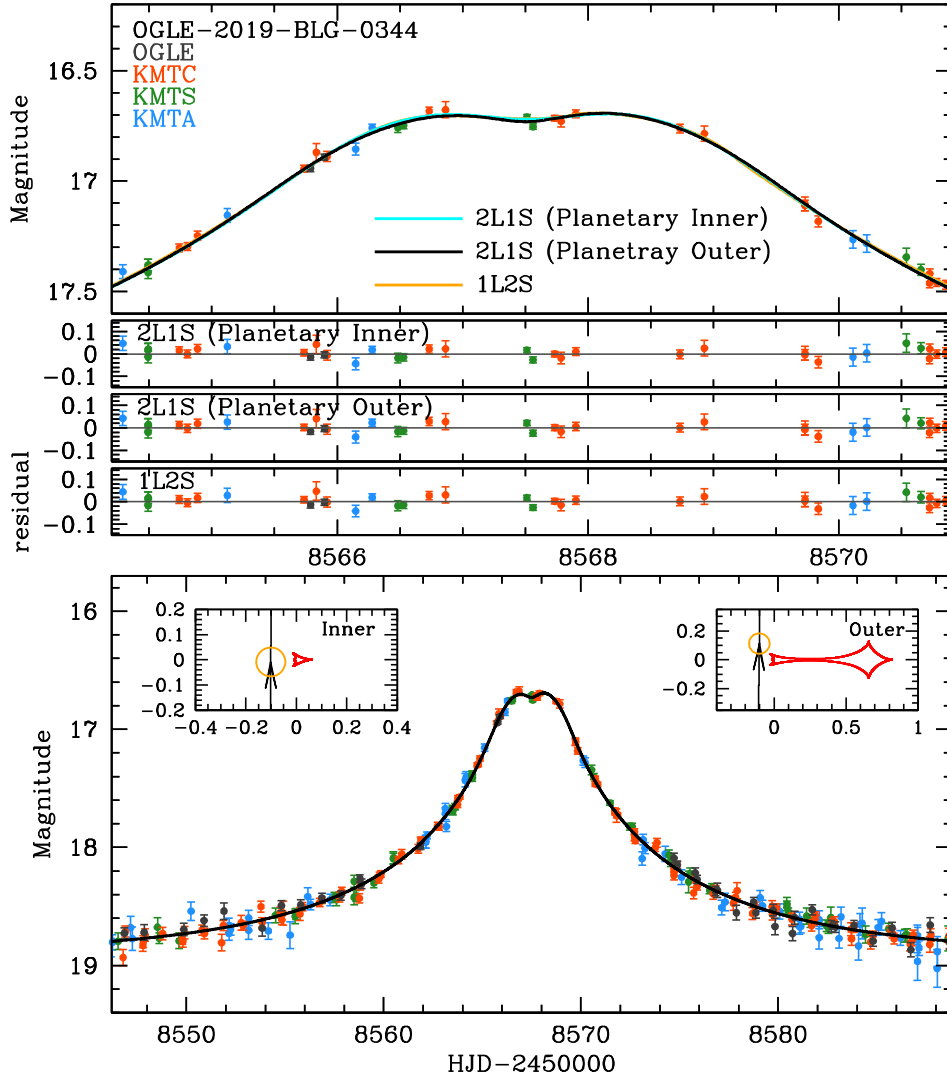 OGLE-2019-BLG-0344
OGLE
KMTC
KMTS
KMTA
16.5
17
17.5
Magnitude
2L1S (Planetary Inner)
2L1S (Planetray Outer)
1L2S
2L1S (Planetary Inner)
0.1
0
-0.1
2L1S (Planetary Outer)
0.1
0
-0.1
1L2S
0.1
0
-0.1
residual
8566 8568 8570
16
17
18
19
Magnitude
Inner
0.2
0.1
0
-0.1
-0.2
-0.4 -0.2 0 0.2 0.4
Outer
0.2
0
-0.2
0 0.5 1
8550 8560 8570 8580
HJD-2450000